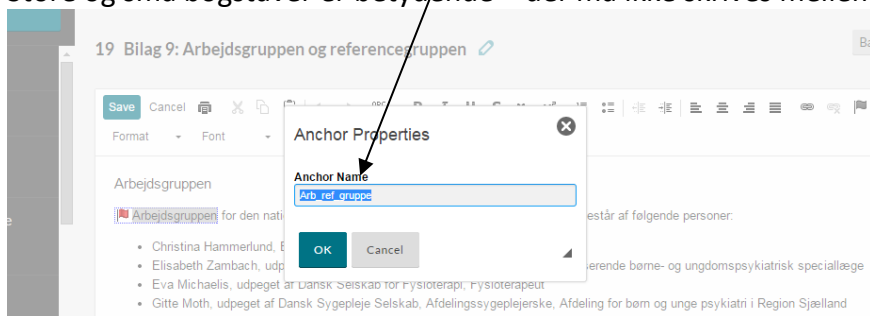 Store og små bogstaver er betydende – der må ikke skrives mellem
19 Bilag 9: Arbejdsgruppen og referencegruppen
Save Cancel
Format Font
Anchor Properties
Anchor Name
Arb_ref_gruppe
OK Cancel
Arbejdsgruppen
Arbejdsgruppen for den nati estår af følgende personer:
Christina Hammerlund,
Elisabeth Zambach, udp serende børne- og ungdomspsykiatrisk speciallæge
Eva Michaelis, udpeget af Dansk Selskab for Fysioterapi, Fysioterapeut
Gitte Moth, udpeget af Dansk Sygepleje Selskab, Afdelingssygeplejerske, Afdeling for børn og unge psykiatri i Region Sjælland